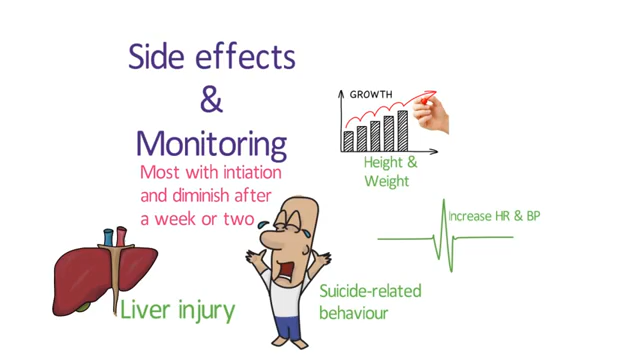 Side effects
&
Monitoring
Most with intiation
and diminish after
a week or two
GROWTH
Height &
Weight
Increase HR & BP
Liver injury
Suicide-related
behaviour